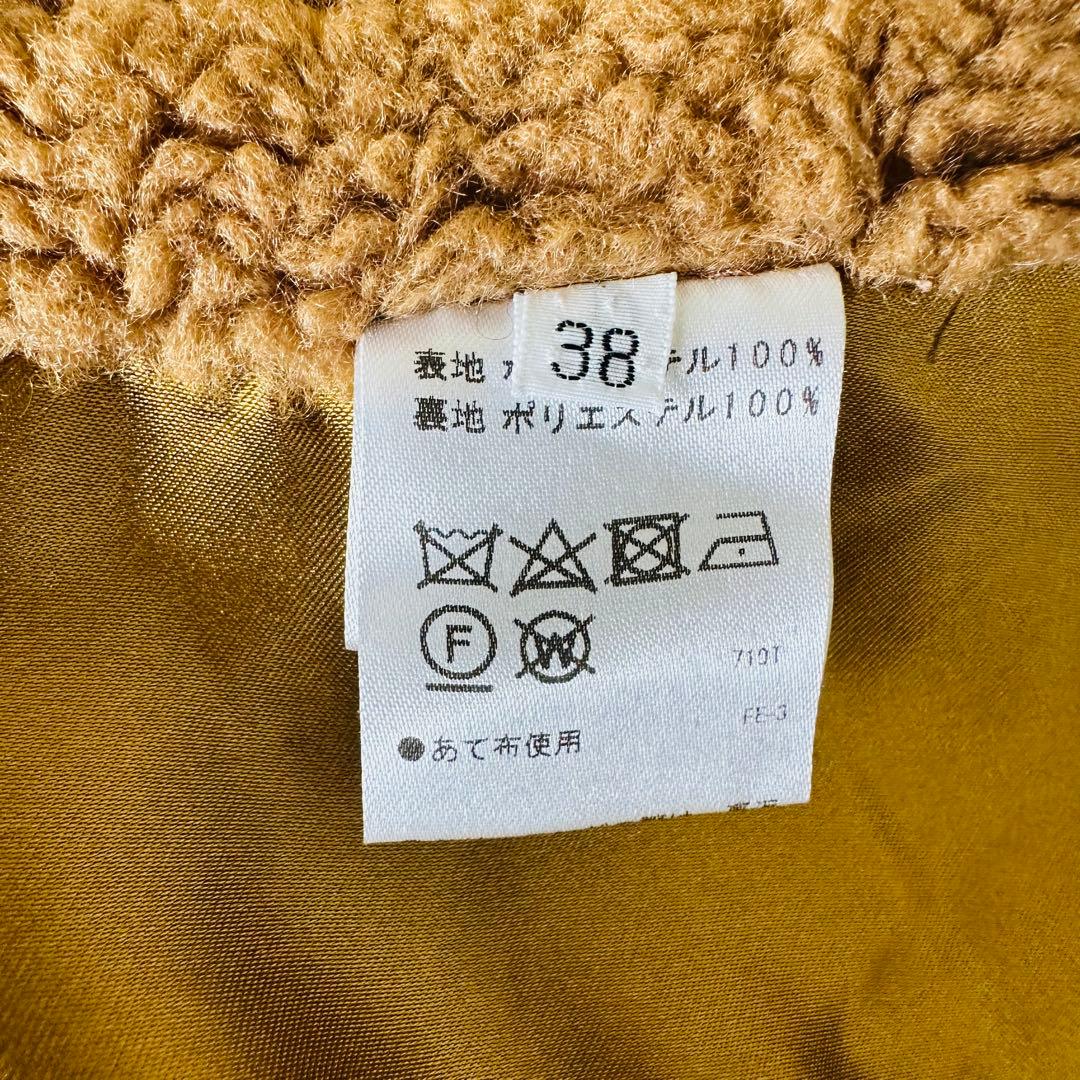 38
表地 テル100%
裏地 ポリエステル100%
F
W
719T
FE-3
●あて布使用